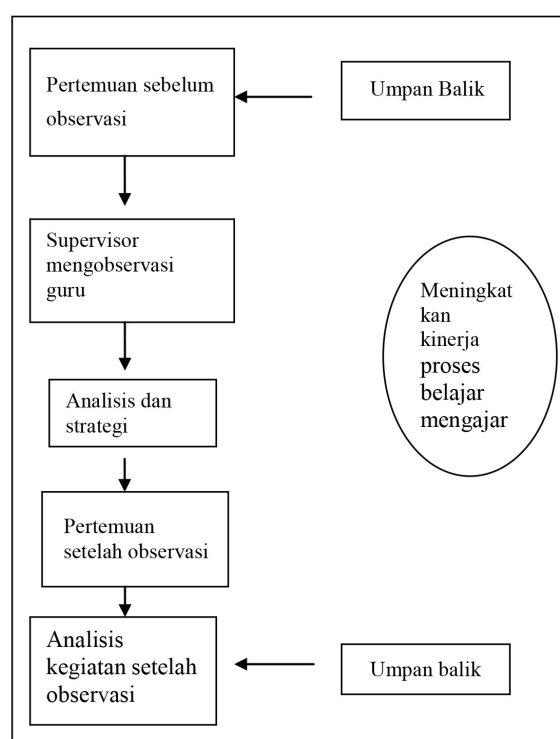 Pertemuan sebelum
observasi
Umpan Balik
Supervisor
mengobservasi
guru
Meningkat
kan
kinerja
proses
belajar
mengajar
Analisis dan
strategi
Pertemuan
setelah observasi
Analisis
kegiatan setelah
observasi
Umpan balik